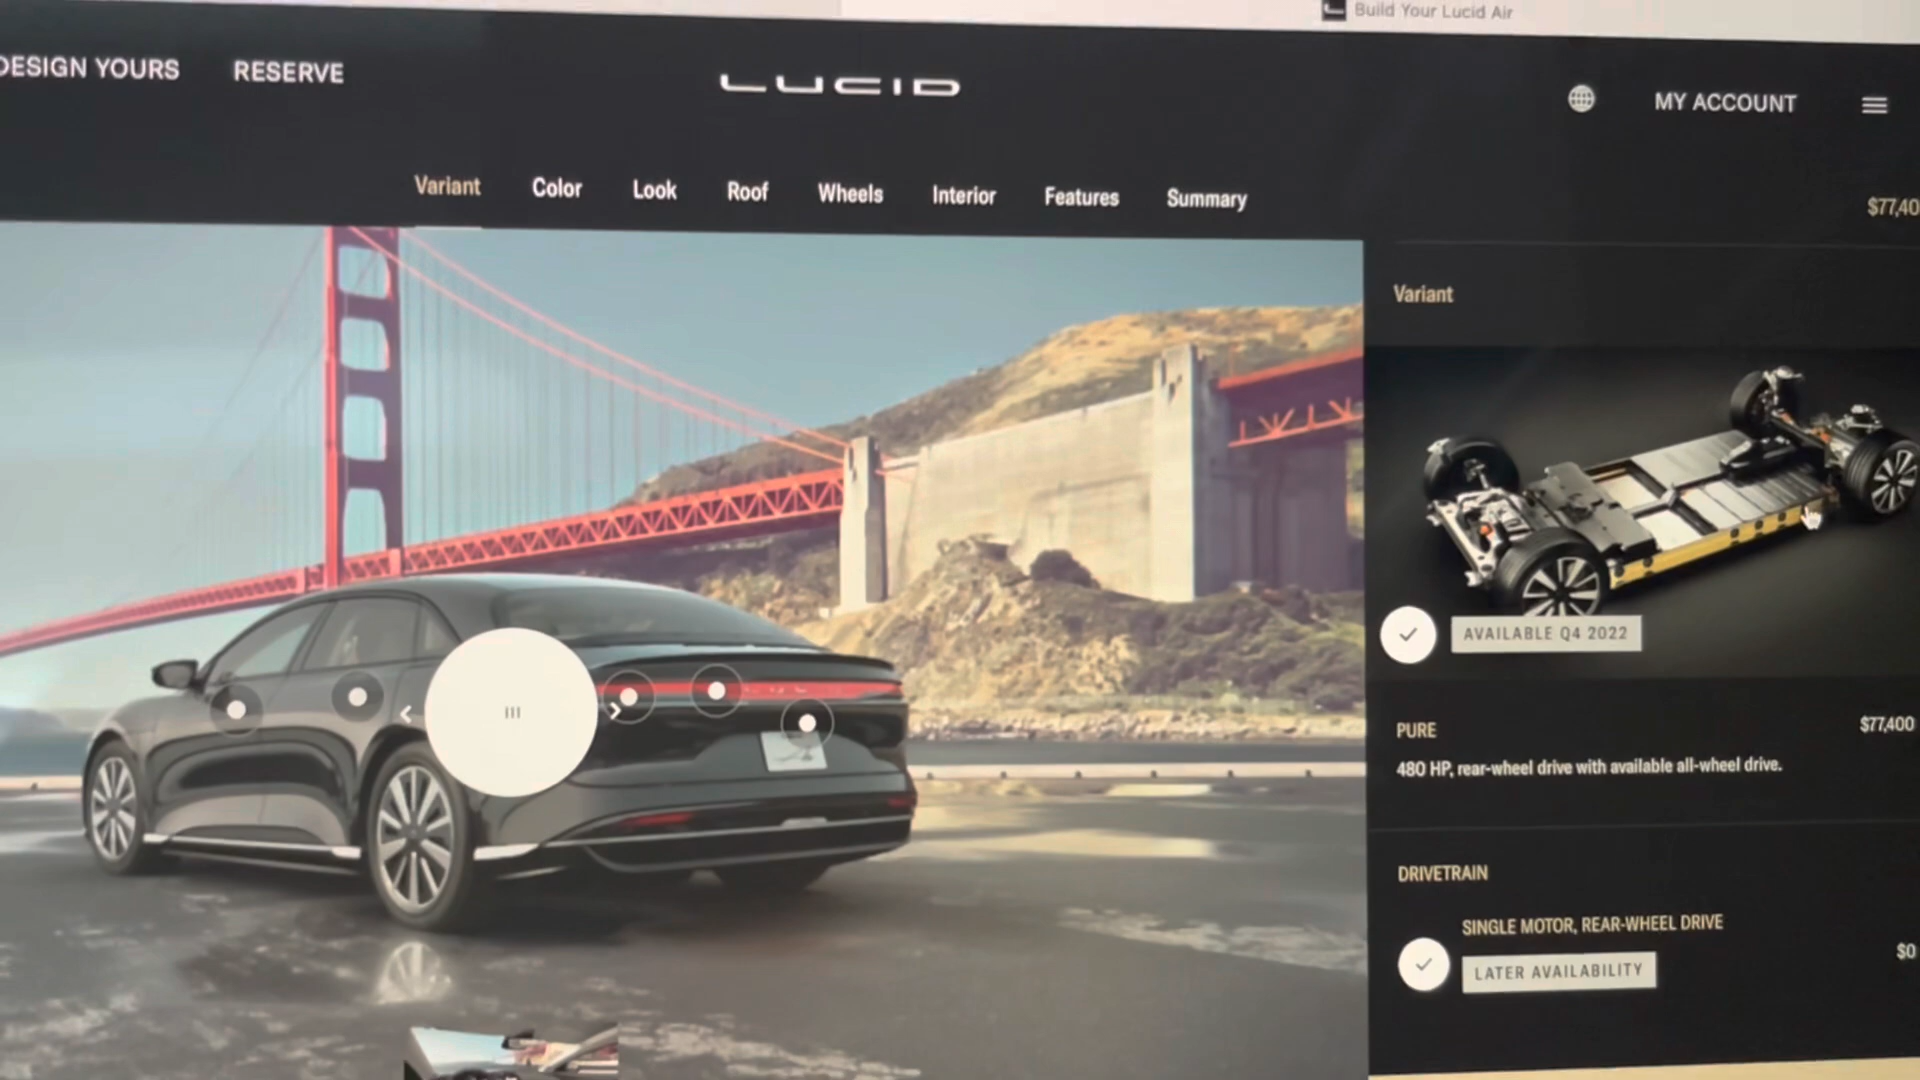 Build Your Lucid Air
DESIGN YOURS
RESERVE
LUCID
MY ACCOUNT
Variant
Color
Look
Roof
Wheels
Interior
Features
Summary
$77,40
Variant
AVAILABLE Q4 2022
PURE
$77,400
480 HP, rear-wheel drive with available all-wheel drive.
DRIVETRAIN
SINGLE MOTOR, REAR-WHEEL DRIVE
$0
LATER AVAILABILITY